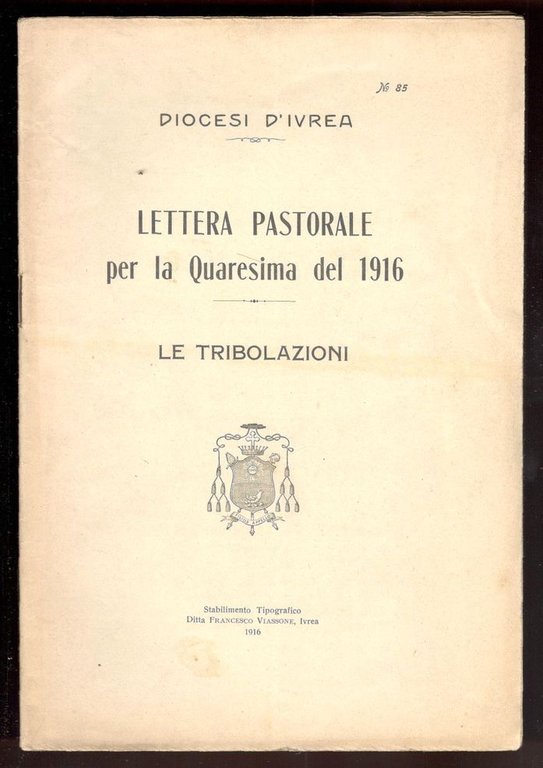 № 85
DIOCESI D'IVREA
LETTERA PASTORALE
per la Quaresima del 1916
LE TRIBOLAZIONI
Stabilimento Tipografico
Ditta FRANCESCO VIASSONE, Ivrea
1916